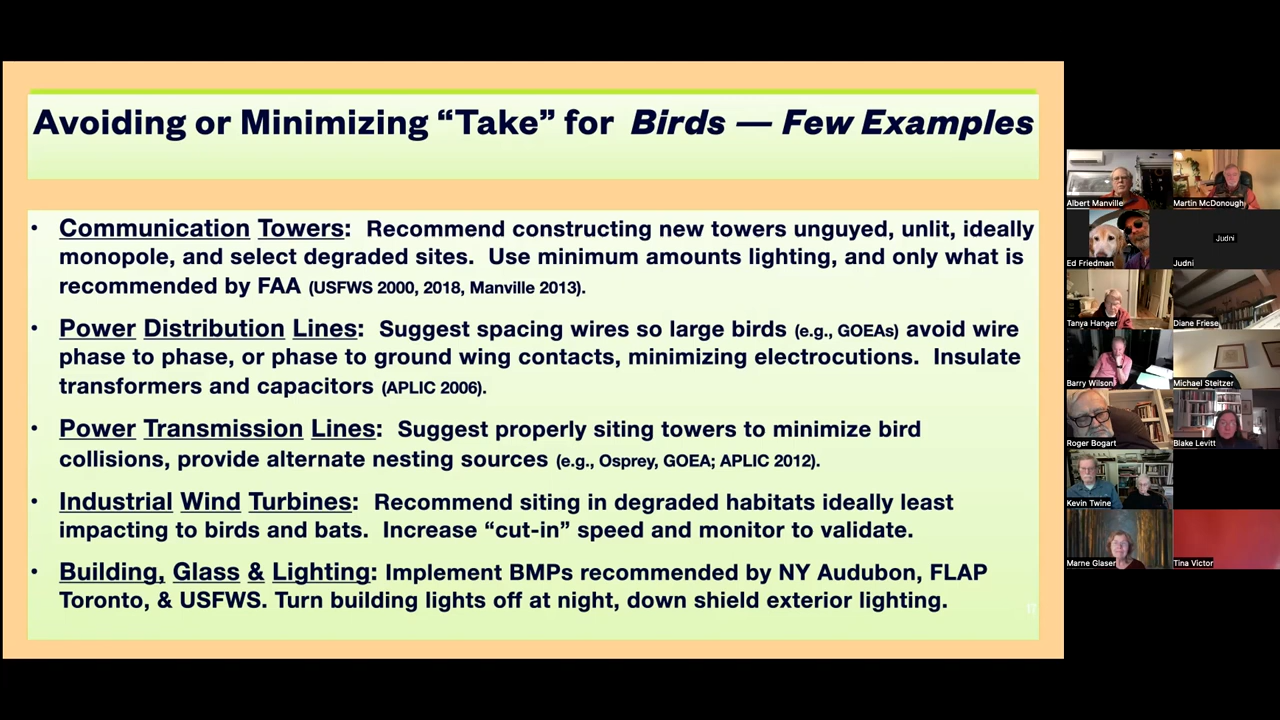 Avoiding or Minimizing “Take” for Birds — Few Examples
• Communication Towers: Recommend constructing new towers unguyed, unlit, ideally
monopole, and select degraded sites. Use minimum amounts lighting, and only what is
recommended by FAA (USFWS 2000, 2018, Manville 2013).
• Power Distribution Lines: Suggest spacing wires so large birds (e.g., GOEAs) avoid wire
phase to phase, or phase to ground wing contacts, minimizing electrocutions. Insulate
transformers and capacitors (APLIC 2006).
• Power Transmission Lines: Suggest properly siting towers to minimize bird
collisions, provide alternate nesting sources (e.g., Osprey, GOEA; APLIC 2012).
• Industrial Wind Turbines: Recommend siting in degraded habitats ideally least
impacting to birds and bats. Increase “cut-in” speed and monitor to validate.
• Building, Glass & Lighting: Implement BMPs recommended by NY Audubon, FLAP
Toronto, & USFWS. Turn building lights off at night, down shield exterior lighting.
17
Albert Manville
Martin McDonough
Ed Friedman
Judni
Judni
Tanya Hanger
Diane Friese
Barry Wilson
Michael Steltzer
Roger Bogart
Blake Levitt
Kevin Twine
Marne Glaser
Tina Victor